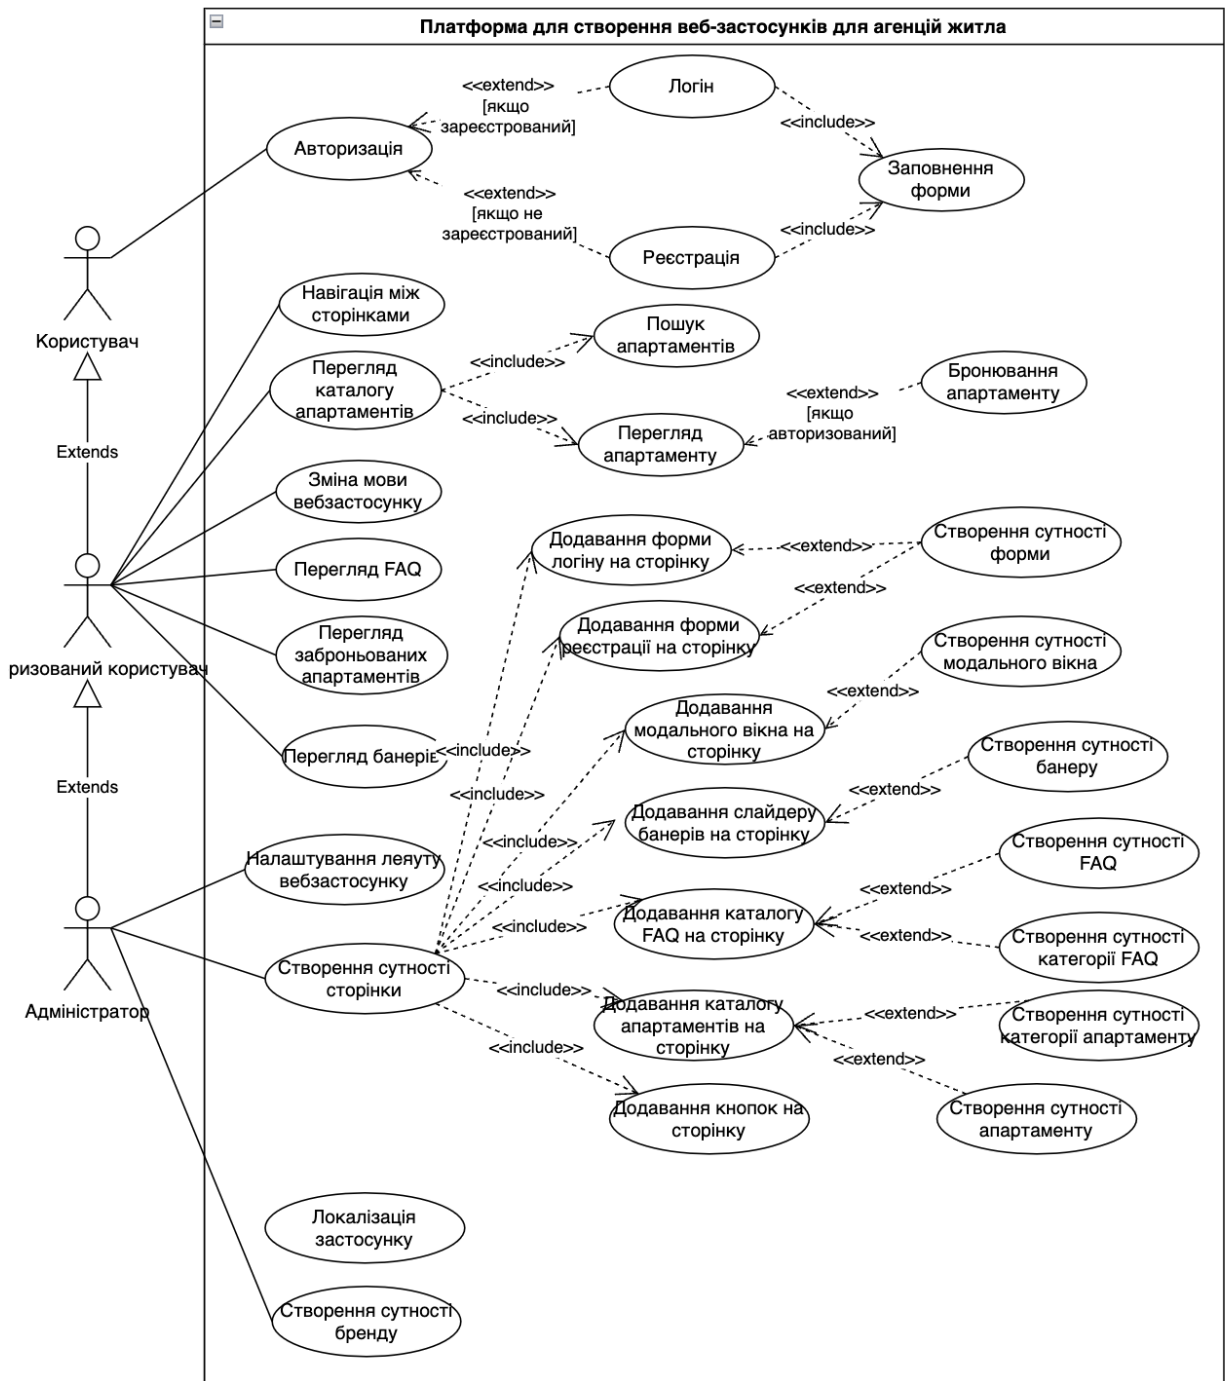 Платформа для створення веб-застосунків для агенцій житла
<<extend>>
[якщо
зареєстрований]
Логін
<<include>>
Авторизація
Заповнення
форми
<<extend>>
[якщо не
зареєстрований]
<<include>>
Реєстрація
Користувач
Навігація між
сторінками
Пошук
апартаментів
<<include>>
Перегляд
каталогу
апартаментів
<<include>>
Перегляд
апартаменту
<<extend>>
[якщо
авторизований]
Бронювання
апартаменту
Extends
Зміна мови
вебзастосунку
Перегляд FAQ
Додавання форми
логіну на сторінку
<<extend>>
Створення сутності
форми
ризований користувач
Перегляд
заброньованих
апартаментів
Додавання форми
реєстрації на сторінку
Створення сутності
модального вікна
<<extend>>
Додавання
модального вікна на
сторінку
Перегляд банерів
<<include>>
Створення сутності
банеру
Extends
<<include>>
<<extend>>
Додавання слайдеру
банерів на сторінку
<<include>>
Налаштування леяуту
вебзастосунку
Створення сутності
FAQ
<<include>>
<<extend>>
<<include>>
Додавання каталогу
FAQ на сторінку
<<extend>>
Створення сутності
категорії FAQ
Адміністратор
Створення сутності
сторінки
<<include>>
Додавання каталогу
апартаментів на
сторінку
<<extend>>
Створення сутності
категорії апартаменту
<<include>>
<<extend>>
Додавання кнопок на
сторінку
Створення сутності
апартаменту
Локалізація
застосунку
Створення сутності
бренду